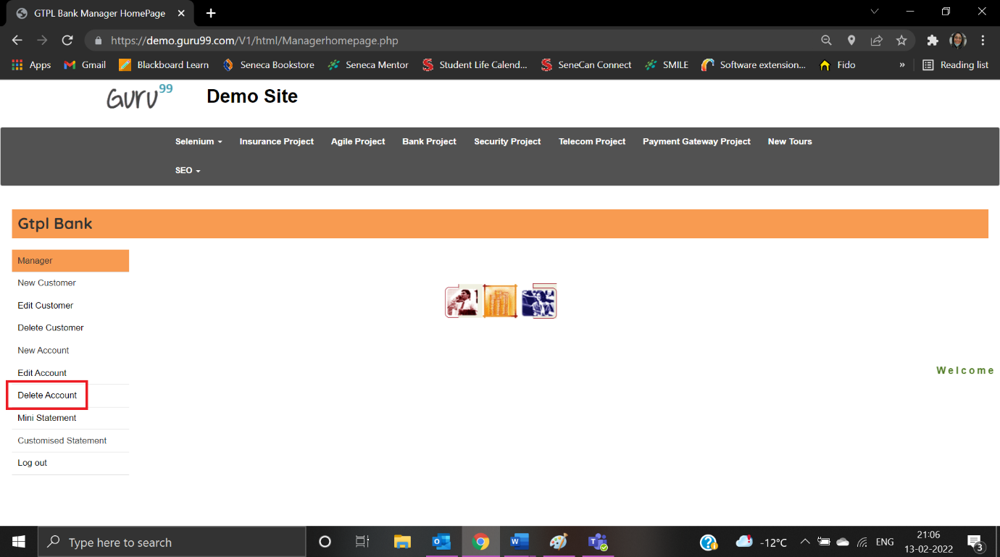 GTPL Bank Manager HomePage
https://demo.guru99.com/V1/html/Managerhomepage.php
Apps Gmail Blackboard Learn Seneca Bookstore Seneca Mentor Student Life Calend... SeneCan Connect SMILE Software extension... Fido » Reading list
Guru99 Demo Site
Selenium Insurance Project Agile Project Bank Project Security Project Telecom Project Payment Gateway Project New Tours
SEO
Gtpl Bank
Manager
New Customer
Edit Customer
Delete Customer
New Account
Welcome
Edit Account
Delete Account
Mini Statement
Customised Statement
Log out
Type here to search
-12°C
ENG
21:06
13-02-2022
3